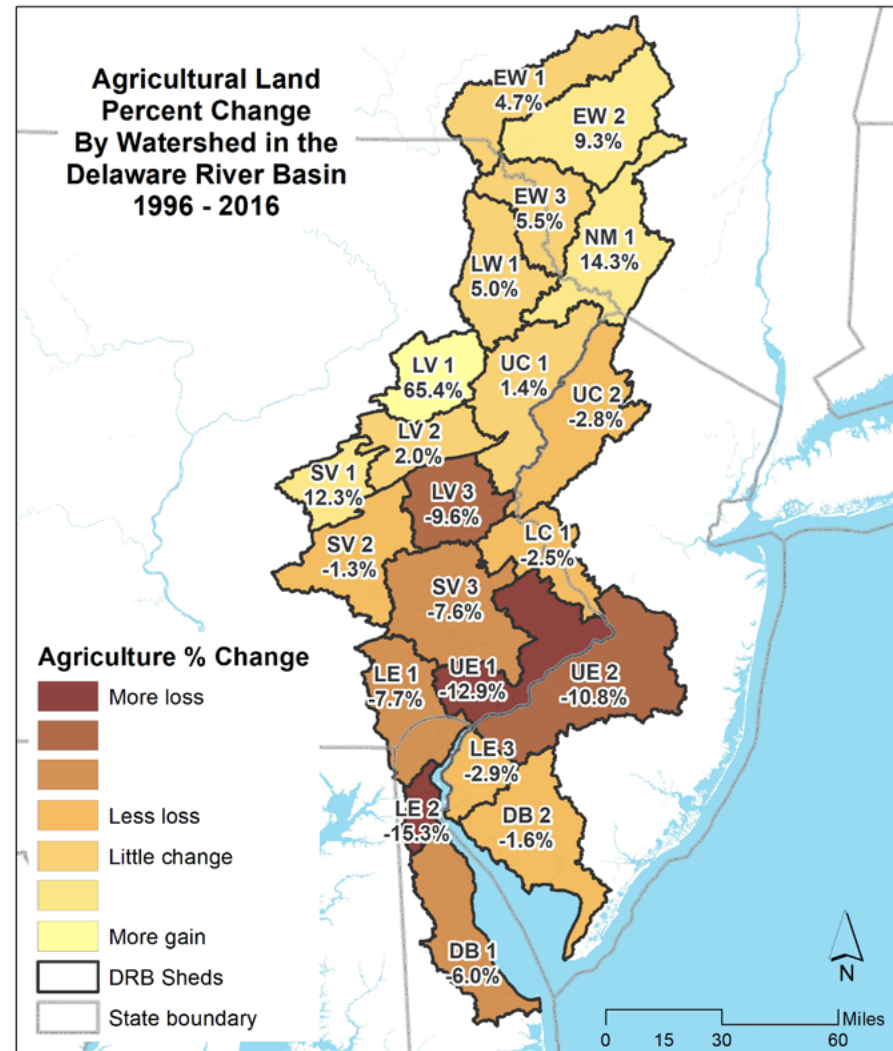 Agricultural Land
Percent Change
By Watershed in the
Delaware River Basin
1996 - 2016
EW 1
4.7%
EW 2
9.3%
EW 3
5.5%
NM 1
14.3%
LW 1
5.0%
LV 1
65.4%
UC 1
1.4%
UC 2
-2.8%
LV 2
2.0%
SV 1
12.3%
LV 3
-9.6%
LC 1
-2.5%
SV 2
-1.3%
SV 3
-7.6%
LE 1
-7.7%
UE 1
-12.9%
UE 2
-10.8%
LE 3
-2.9%
LE 2
-15.3%
DB 2
-1.6%
DB 1
-6.0%
Agriculture % Change
More loss
Less loss
Little change
More gain
DRB Sheds
State boundary
N
Miles
0 15 30 60